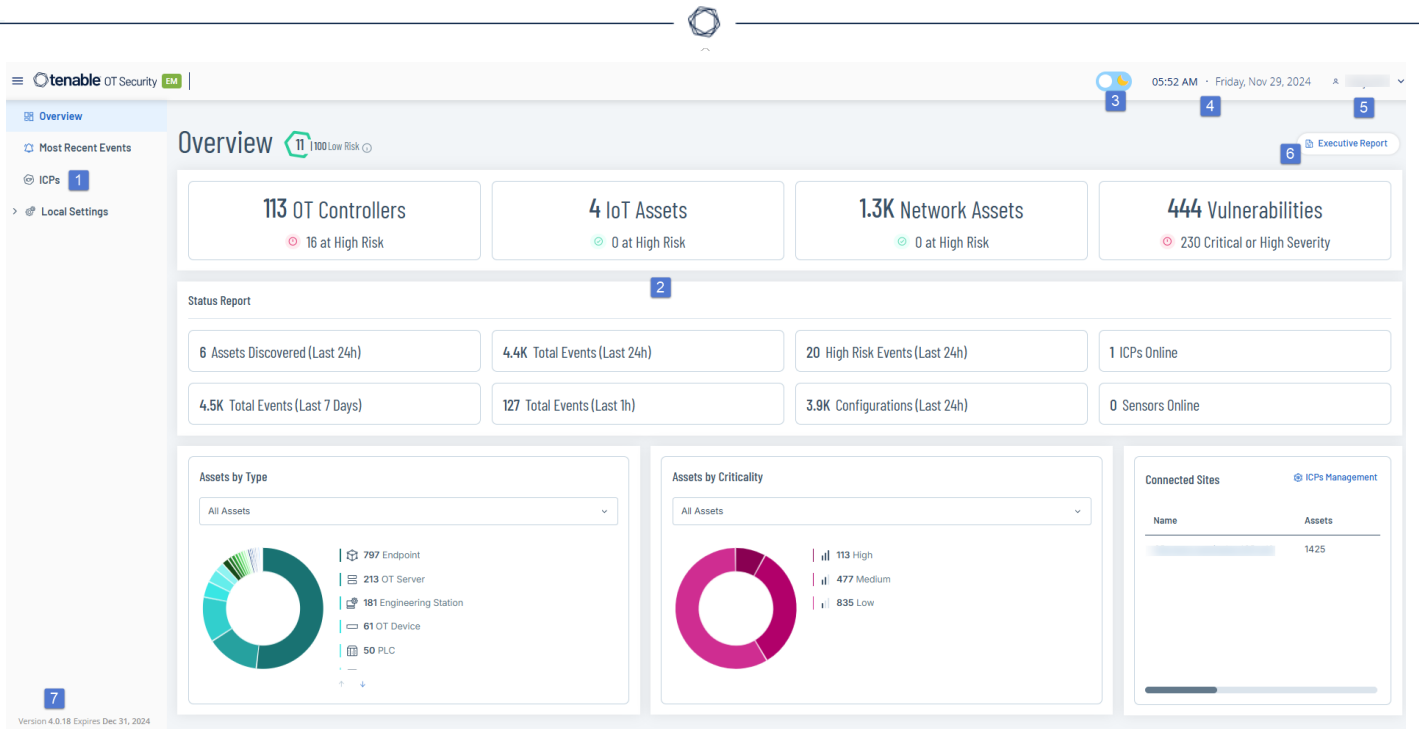 tenable OT Security EM
3
05:52 AM · Friday, Nov 29, 2024
4
5
Overview
Most Recent Events
ICPs 1
Local Settings
Overview 11 | 100 Low Risk
6
Executive Report
113 OT Controllers
16 at High Risk
4 IoT Assets
0 at High Risk
1.3K Network Assets
0 at High Risk
444 Vulnerabilities
230 Critical or High Severity
2
Status Report
6 Assets Discovered (Last 24h)
4.4K Total Events (Last 24h)
20 High Risk Events (Last 24h)
1 ICPs Online
4.5K Total Events (Last 7 Days)
127 Total Events (Last 1h)
3.9K Configurations (Last 24h)
0 Sensors Online
Assets by Type
All Assets
797 Endpoint
213 OT Server
181 Engineering Station
61 OT Device
50 PLC
Assets by Criticality
All Assets
113 High
477 Medium
835 Low
Connected Sites
ICPs Management
Name Assets
1425
7
Version 4.0.18 Expires Dec 31, 2024